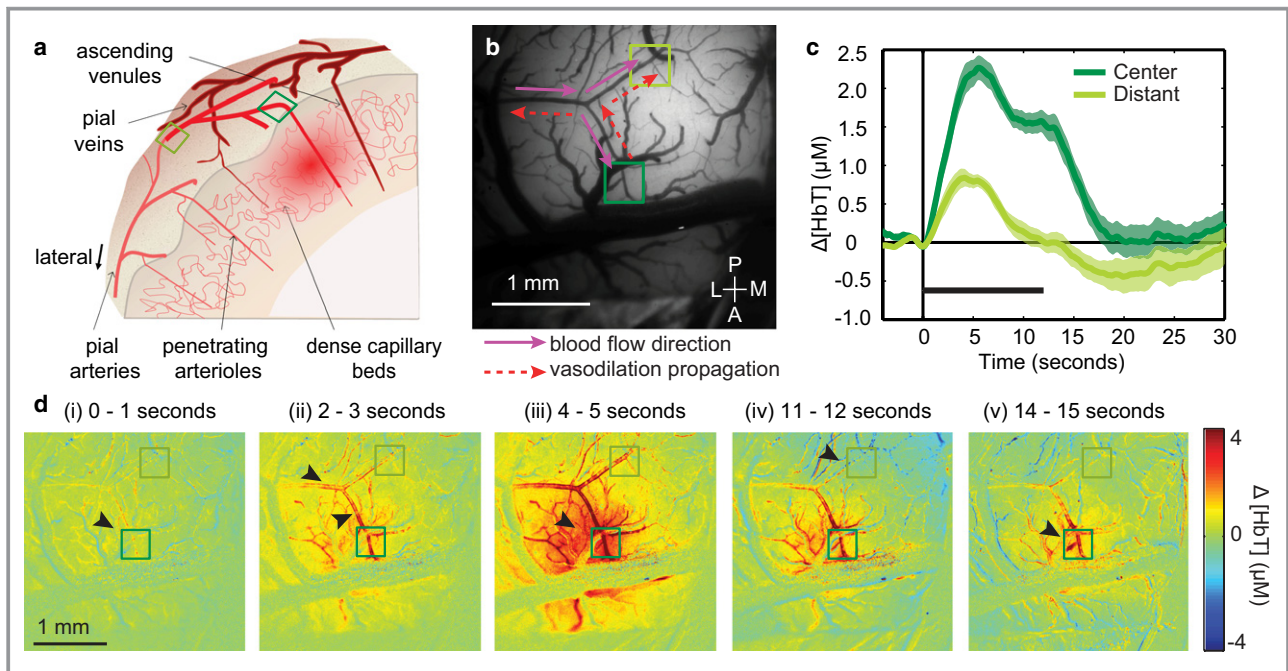 a
ascending
venules
pial
veins
lateral
pial
arteries
penetrating
arterioles
dense capillary
beds
b
1 mm
P
L M
A
blood flow direction
vasodilation propagation
c
2.5
2.0
1.5
1.0
0.5
0
-0.5
-1.0
Δ[HbT] (μM)
Center
Distant
0 5 10 15 20 25 30
Time (seconds)
d
(i) 0 - 1 seconds
(ii) 2 - 3 seconds
(iii) 4 - 5 seconds
(iv) 11 - 12 seconds
(v) 14 - 15 seconds
1 mm
4
0
-4
Δ [HbT] (μM)